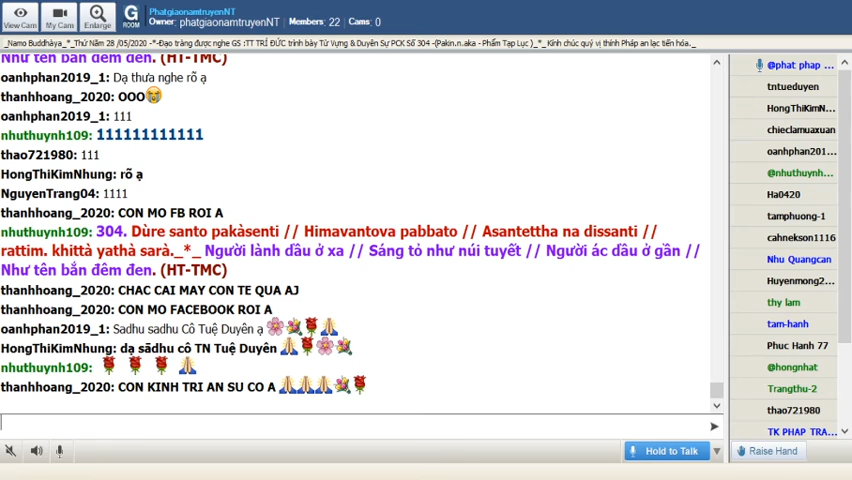 View Cam
My Cam
Enlarge
G
ROOM
PhatgiaonamtruyenNT
Owner: phatgiaonamtruyenNT
Members: 22
Cams: 0
_Namo Buddhàya_*_Thứ Năm 28 /05/2020 -*-Đạo tràng được nghe GS :TT TRÍ ĐỨC trình bày Từ Vựng & Duyên Sự PCK Số 304 -(Pakin.n.aka - Phẩm Tạp Lục )_*_ Kính chúc quý vị thính Pháp an lạc tiến hóa._
Như tên bắn đêm đen. (HT-TMC)
oanhphan2019_1: Dạ thưa nghe rõ ạ
thanhhoang_2020: OOO
oanhphan2019_1: 111
nhuthuynh109: 111111111111
thao721980: 111
HongThiKimNhung: rõ ạ
NguyenTrang04: 1111
thanhhoang_2020: CON MO FB ROI A
nhuthuynh109: 304. Dùre santo pakàsenti // Himavantova pabbato // Asantettha na dissanti //
rattim. khittà yathà sarà._*_ Người lành dầu ở xa // Sáng tỏ như núi tuyết // Người ác dầu ở gần //
Như tên bắn đêm đen. (HT-TMC)
thanhhoang_2020: CHAC CAI MAY CON TE QUA AJ
thanhhoang_2020: CON MO FACEBOOK ROI A
oanhphan2019_1: Sadhu sadhu Cô Tuệ Duyên ạ
HongThiKimNhung: dạ sādhu cô TN Tuệ Duyên
nhuthuynh109:
thanhhoang_2020: CON KINH TRI AN SU CO A
@phat phap ...
tntueduyen
HongThiKimN...
chieclamuaxuan
oanhphan201...
@nhuthuynh...
Ha0420
tamphuong-1
cahnekson1116
Nhu Quangcan
Huyenmong2...
thy lam
tam-hanh
Phuc Hanh 77
@hongnhat
Trangthu-2
thao721980
TK PHAP TRA...
Hold to Talk
Raise Hand